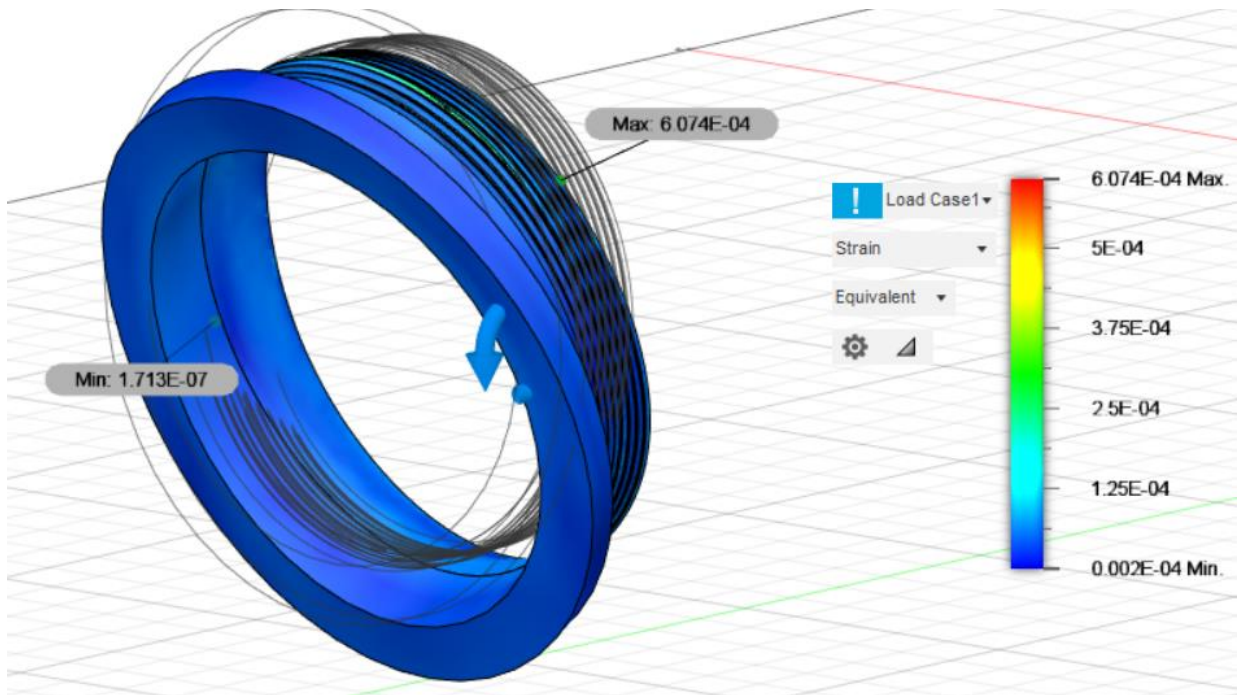 Max: 6.074E-04
Min: 1.713E-07
! Load Case1
Strain
Equivalent
6.074E-04 Max.
5E-04
3.75E-04
2.5E-04
1.25E-04
0.002E-04 Min.